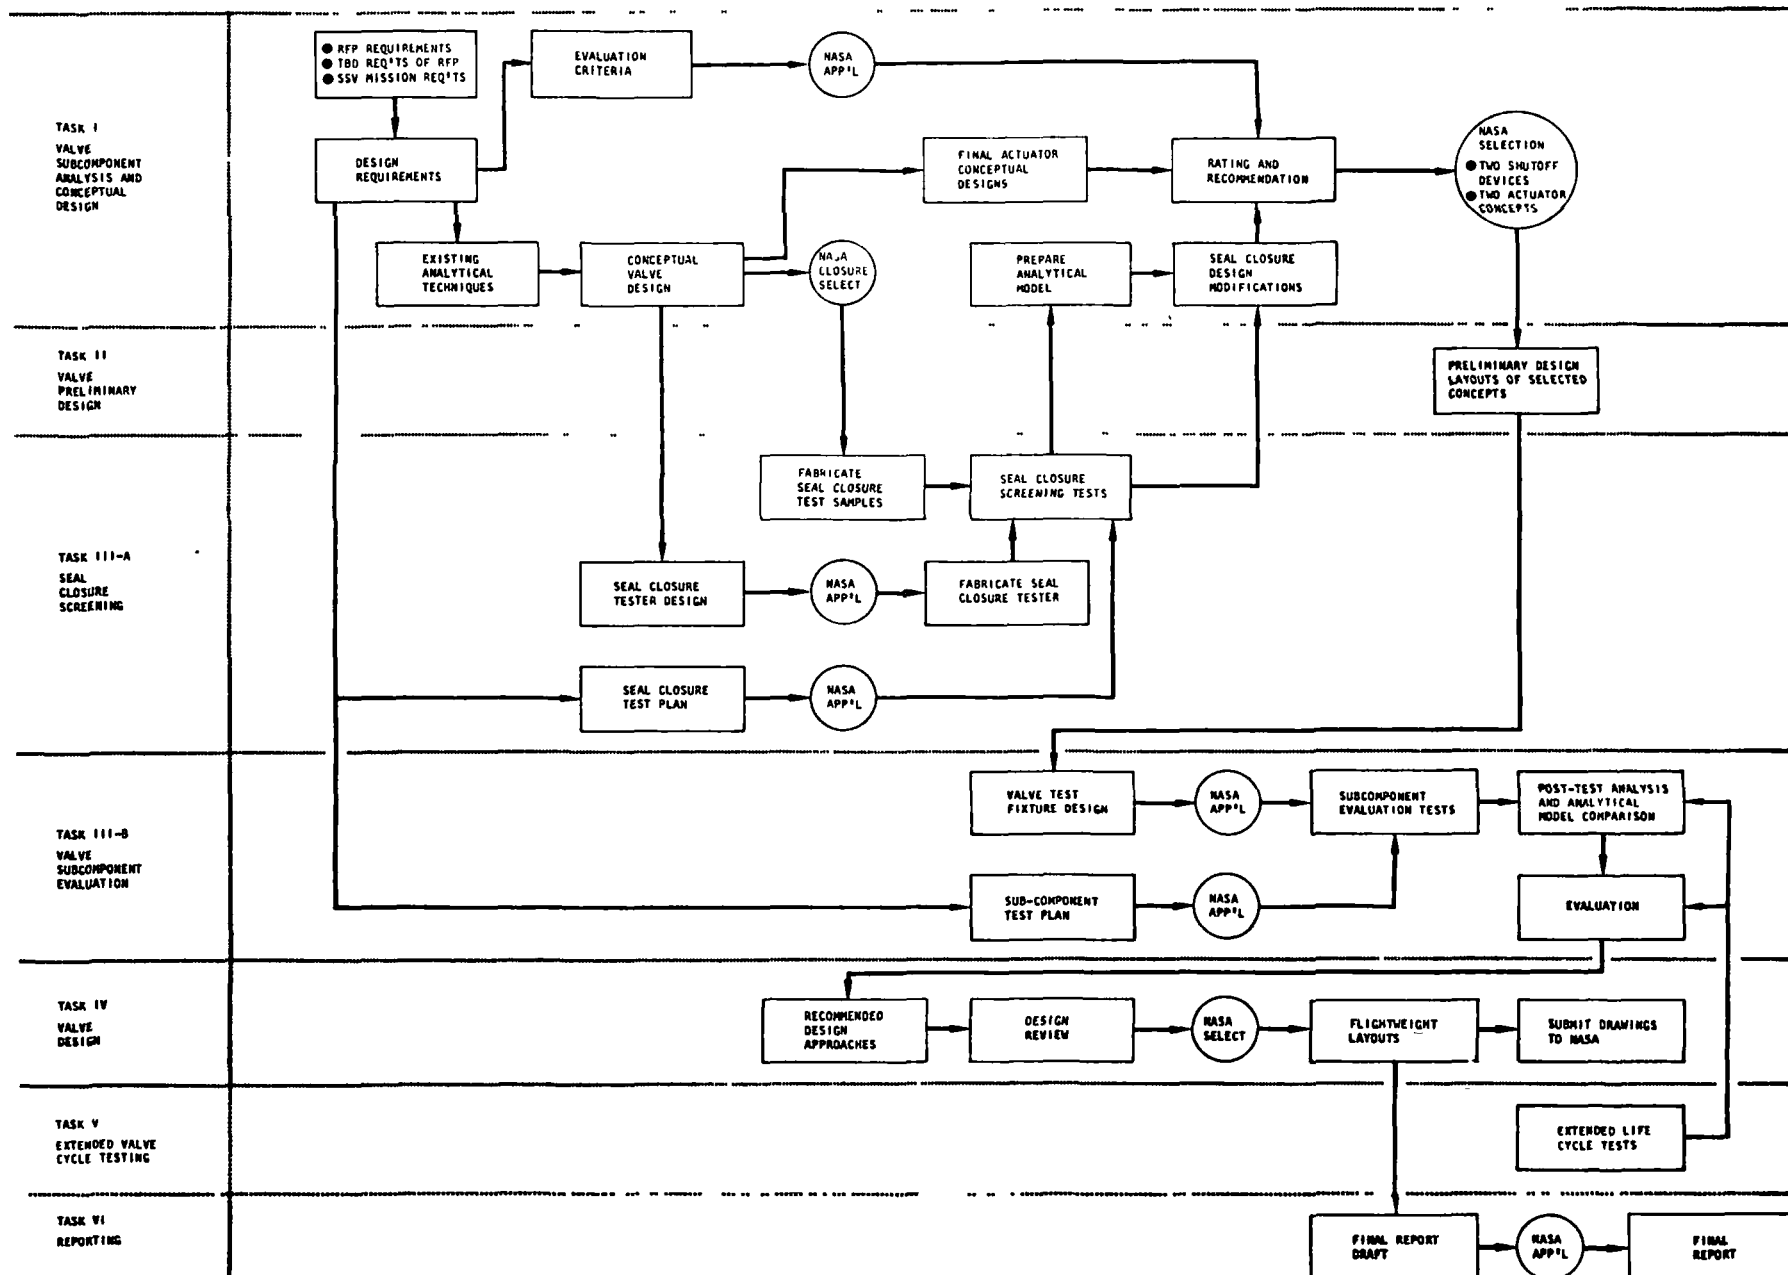 TASK I
VALVE
SUBCOMPONENT
ANALYSIS AND
CONCEPTUAL
DESIGN
● RFP REQUIREMENTS
● TBD REQ'TS OF RFP
● SSV MISSION REQ'TS
EVALUATION
CRITERIA
NASA
APP'L
DESIGN
REQUIREMENTS
FINAL ACTUATOR
CONCEPTUAL
DESIGNS
RATING AND
RECOMMENDATION
NASA
SELECTION
● TWO SHUTOFF
DEVICES
● TWO ACTUATOR
CONCEPTS
EXISTING
ANALYTICAL
TECHNIQUES
CONCEPTUAL
VALVE
DESIGN
NASA
CLOSURE
SELECT
PREPARE
ANALYTICAL
MODEL
SEAL CLOSURE
DESIGN
MODIFICATIONS
TASK II
VALVE
PRELIMINARY
DESIGN
PRELIMINARY DESIGN
LAYOUTS OF SELECTED
CONCEPTS
TASK III-A
SEAL
CLOSURE
SCREENING
FABRICATE
SEAL CLOSURE
TEST SAMPLES
SEAL CLOSURE
SCREENING TESTS
SEAL CLOSURE
TESTER DESIGN
NASA
APP'L
FABRICATE SEAL
CLOSURE TESTER
SEAL CLOSURE
TEST PLAN
NASA
APP'L
TASK III-B
VALVE
SUBCOMPONENT
EVALUATION
VALVE TEST
FIXTURE DESIGN
NASA
APP'L
SUBCOMPONENT
EVALUATION TESTS
POST-TEST ANALYSIS
AND ANALYTICAL
MODEL COMPARISON
SUB-COMPONENT
TEST PLAN
NASA
APP'L
EVALUATION
TASK IV
VALVE
DESIGN
RECOMMENDED
DESIGN
APPROACHES
DESIGN
REVIEW
NASA
SELECT
FLIGHTWEIGHT
LAYOUTS
SUBMIT DRAWINGS
TO NASA
TASK V
EXTENDED VALVE
CYCLE TESTING
EXTENDED LIFE
CYCLE TESTS
TASK VI
REPORTING
FINAL REPORT
DRAFT
NASA
APP'L
FINAL
REPORT